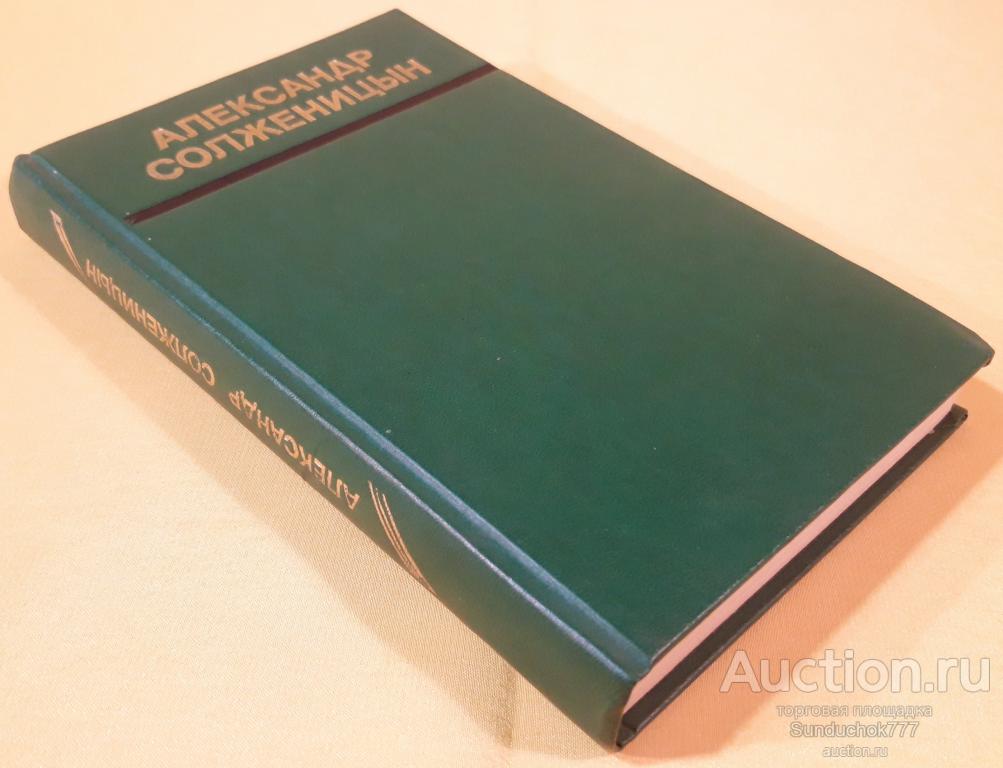 АЛЕКСАНДР
СОЛЖЕНИЦЫН
АЛЕКСАНДР СОЛЖЕНИЦЫН
Auction.ru
торговая площадка
Sunduchok777
auction.ru